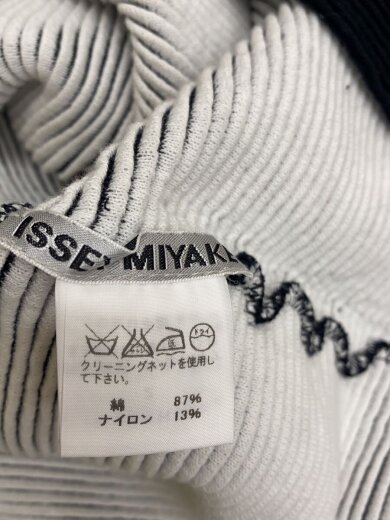 ISSEY MIYAKE
ドライ
クリーニングネットを使用し
て下さい。
綿 87%
ナイロン 13%